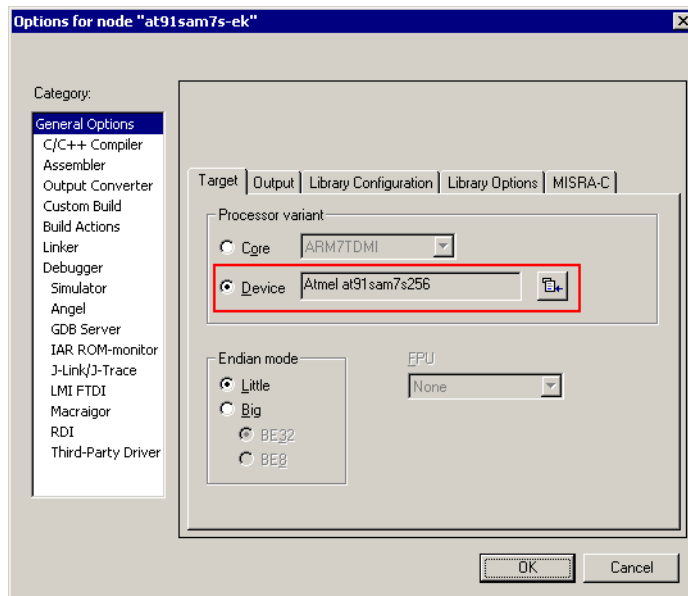 Options for node "at91sam7s-ek"
Category:
General Options
C/C++ Compiler
Assembler
Output Converter
Custom Build
Build Actions
Linker
Debugger
Simulator
Angel
GDB Server
IAR ROM-monitor
J-Link/J-Trace
LMI FTDI
Macraigor
RDI
Third-Party Driver
Target Output Library Configuration Library Options MISRA-C
Processor variant
Core ARM7TDMI
Device Atmel at91sam7s256
Endian mode
Little
Big
BE32
BE8
FPU
None
OK Cancel